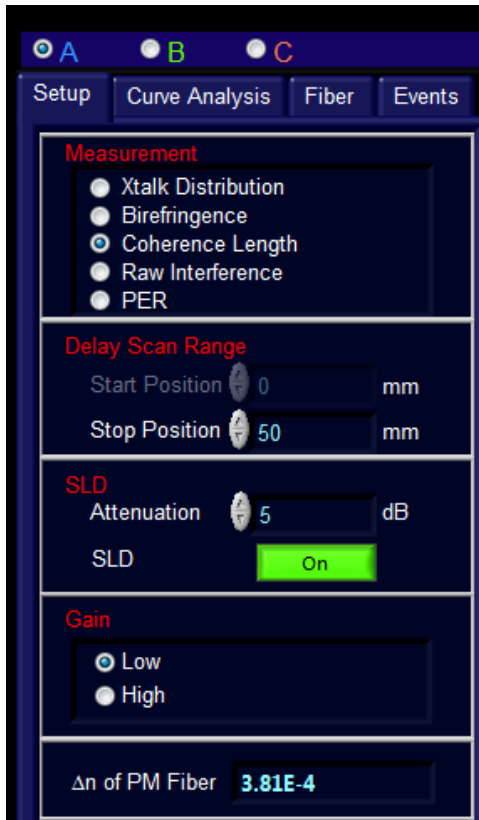 A B C
Setup Curve Analysis Fiber Events
Measurement
Xtalk Distribution
Birefringence
Coherence Length
Raw Interference
PER
Delay Scan Range
Start Position 0 mm
Stop Position 50 mm
SLD
Attenuation 5 dB
SLD On
Gain
Low
High
Δn of PM Fiber 3.81E-4